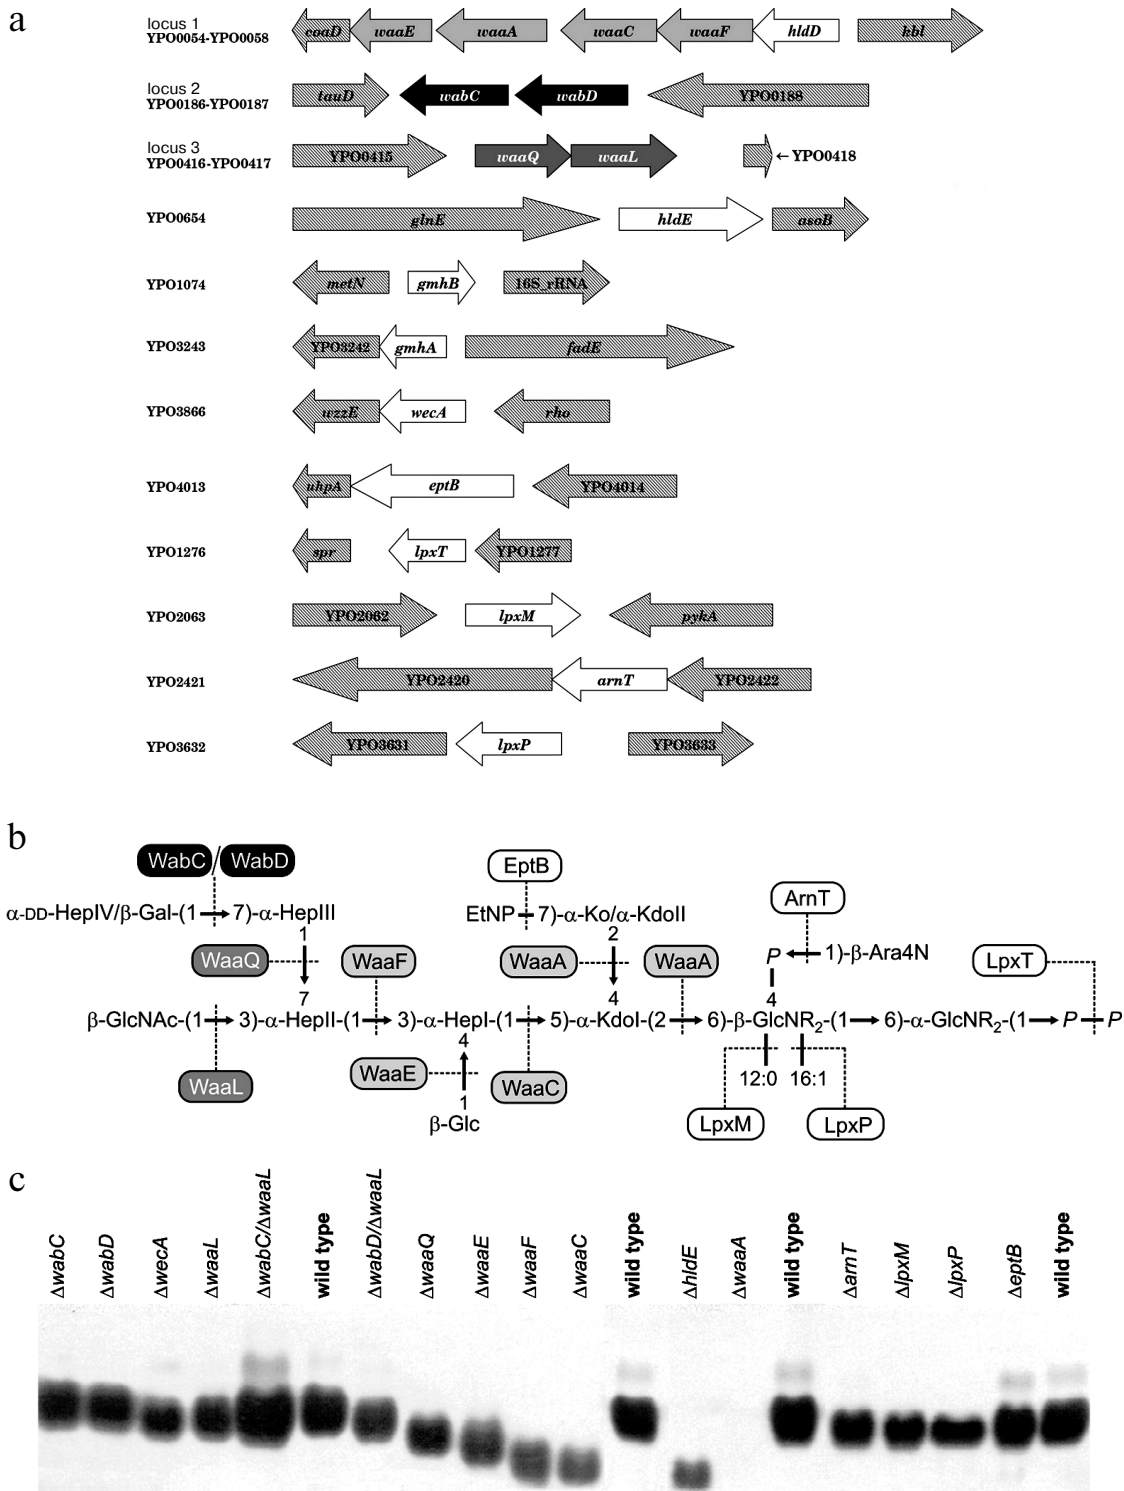 a
locus 1
YPO0054-YPO0058
coaD waaE waaA waaC waaF hldD kbl
locus 2
YPO0186-YPO0187
tauD wabC wabD YPO0188
locus 3
YPO0416-YPO0417
YPO0415 waaQ waaL ←YPO0418
YPO0654 glnE hldE asoB
YPO1074 metN gmhB 16S_rRNA
YPO3243 YPO3242 gmhA fadE
YPO3866 wzzE wecA rho
YPO4013 uhpA eptB YPO4014
YPO1276 spr lpxT YPO1277
YPO2063 YPO2062 lpxM pykA
YPO2421 YPO2420 arnT YPO2422
YPO3632 YPO3631 lpxP YPO3633
b
WabC / WabD EptB ArnT
α-DD-HepIV/β-Gal-(1 → 7)-α-HepIII EtNP – 7)-α-Ko/α-KdoII
1 2 P ← 1)-β-Ara4N
WaaQ WaaF WaaA WaaA LpxT
7 4 4
β-GlcNAc-(1 → 3)-α-HepII-(1 → 3)-α-HepI-(1 → 5)-α-KdoI-(2 → 6)-β-GlcNR2-(1 → 6)-α-GlcNR2-(1 → P – P
4
WaaL WaaE WaaC 12:0 16:1
1
β-Glc LpxM LpxP
c
ΔwabC ΔwabD ΔwecA ΔwaaL ΔwabC/ΔwaaL wild type ΔwabD/ΔwaaL ΔwaaQ ΔwaaE ΔwaaF ΔwaaC wild type ΔhldE ΔwaaA wild type ΔarnT ΔlpxM ΔlpxP ΔeptB wild type